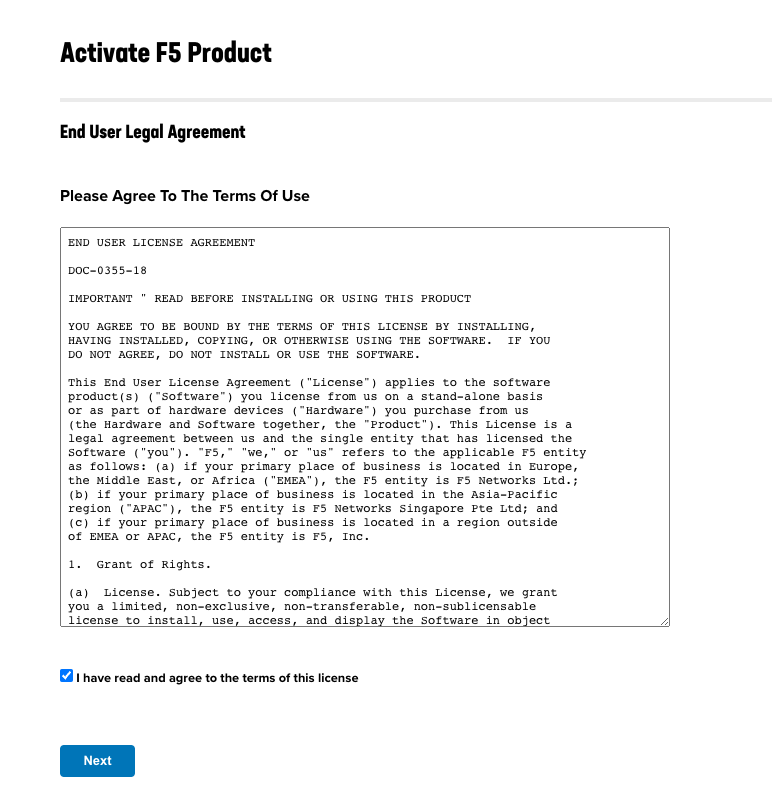 Activate F5 Product
End User Legal Agreement
Please Agree To The Terms Of Use
END USER LICENSE AGREEMENT
DOC-0355-18
IMPORTANT " READ BEFORE INSTALLING OR USING THIS PRODUCT
YOU AGREE TO BE BOUND BY THE TERMS OF THIS LICENSE BY INSTALLING,
HAVING INSTALLED, COPYING, OR OTHERWISE USING THE SOFTWARE.  IF YOU
DO NOT AGREE, DO NOT INSTALL OR USE THE SOFTWARE.
This End User License Agreement ("License") applies to the software
product(s) ("Software") you license from us on a stand-alone basis
or as part of hardware devices ("Hardware") you purchase from us
(the Hardware and Software together, the "Product"). This License is a
legal agreement between us and the single entity that has licensed the
Software ("you"). "F5," "we," or "us" refers to the applicable F5 entity
as follows: (a) if your primary place of business is located in Europe,
the Middle East, or Africa ("EMEA"), the F5 entity is F5 Networks Ltd.;
(b) if your primary place of business is located in the Asia-Pacific
region ("APAC"), the F5 entity is F5 Networks Singapore Pte Ltd; and
(c) if your primary place of business is located in a region outside
of EMEA or APAC, the F5 entity is F5, Inc.
1.  Grant of Rights.
(a)  License. Subject to your compliance with this License, we grant
you a limited, non-exclusive, non-transferable, non-sublicensable
license to install, use, access, and display the Software in object
I have read and agree to the terms of this license
Next